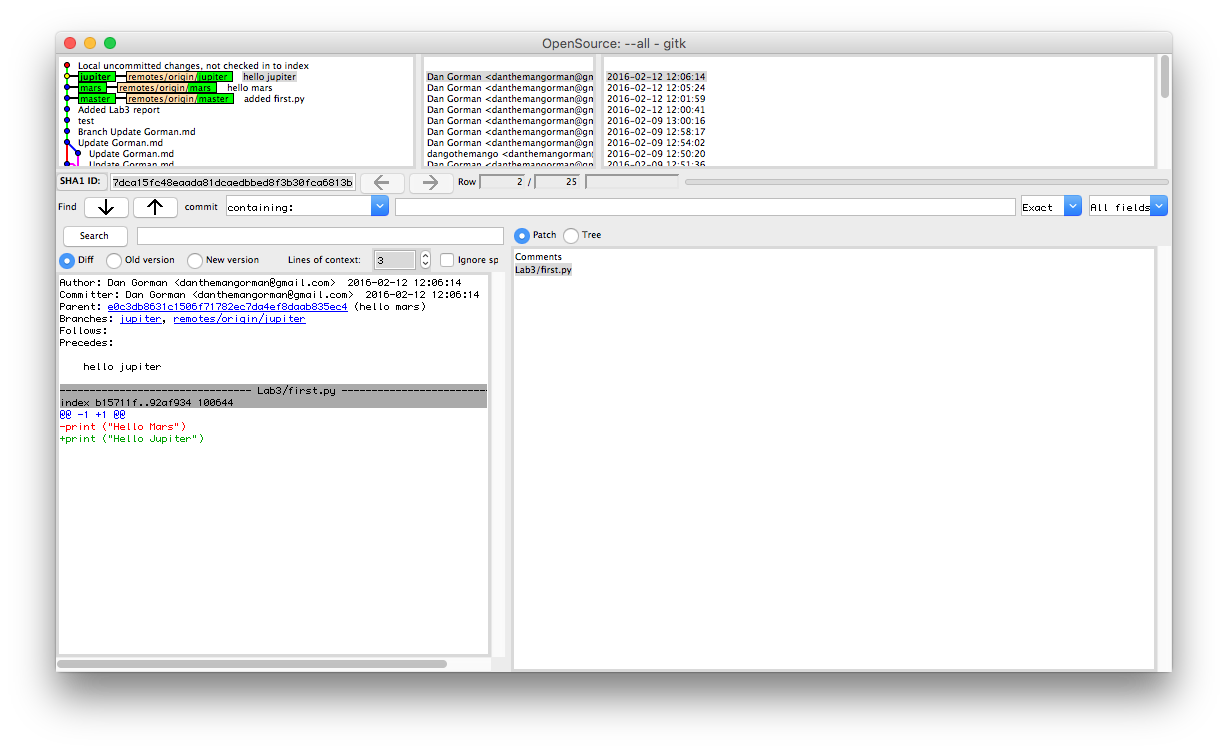 OpenSource: --all - gitk
Local uncommitted changes, not checked in to index
jupiter remotes/origin/jupiter hello jupiter Dan Gorman <danthemangorman@gm 2016-02-12 12:06:14
mars remotes/origin/mars hello mars Dan Gorman <danthemangorman@gm 2016-02-12 12:05:24
master remotes/origin/master added first.py Dan Gorman <danthemangorman@gm 2016-02-12 12:01:59
Added Lab3 report Dan Gorman <danthemangorman@gm 2016-02-12 12:00:41
test Dan Gorman <danthemangorman@gm 2016-02-09 13:00:16
Branch Update Gorman.md Dan Gorman <danthemangorman@gm 2016-02-09 12:58:17
Update Gorman.md Dan Gorman <danthemangorman@gm 2016-02-09 12:54:02
Update Gorman.md dangothemango <danthemangorman 2016-02-09 12:50:20
Update Gorman.md Dan Gorman <danthemangorman@gm 2016-02-09 12:51:36
SHA1 ID: 7dca15fc48eaada81dcaedbbed8f3b30fca6813b Row 2 / 25
Find commit containing: Exact All fields
Search Patch Tree
Diff Old version New version Lines of context: 3 Ignore sp
Comments
Lab3/first.py
Author: Dan Gorman <danthemangorman@gmail.com> 2016-02-12 12:06:14
Committer: Dan Gorman <danthemangorman@gmail.com> 2016-02-12 12:06:14
Parent: e0c3db8631c1506f71782ec7da4ef8daab835ec4 (hello mars)
Branches: jupiter, remotes/origin/jupiter
Follows:
Precedes:
hello jupiter
-------------------------------- Lab3/first.py -------------------------
index b15711f..92af934 100644
@@ -1 +1 @@
-print ("Hello Mars")
+print ("Hello Jupiter")